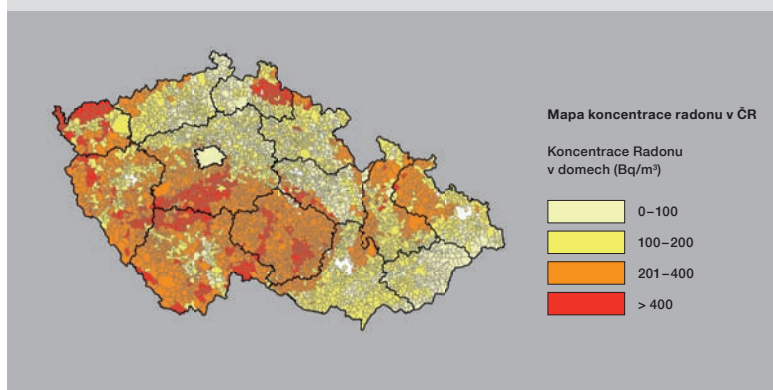 Mapa koncentrace radonu v ČR
Koncentrace Radonu
v domech (Bq/m³)
0–100
100–200
201–400
> 400